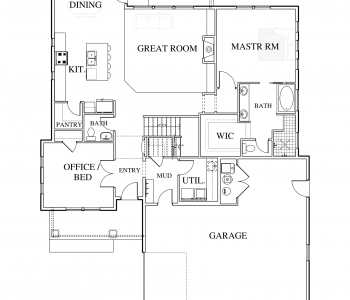 DINING
GREAT ROOM
MASTR RM
KIT.
BATH
PANTRY
BATH
WIC
OFFICE /
BED
ENTRY
MUD
UTIL.
GARAGE